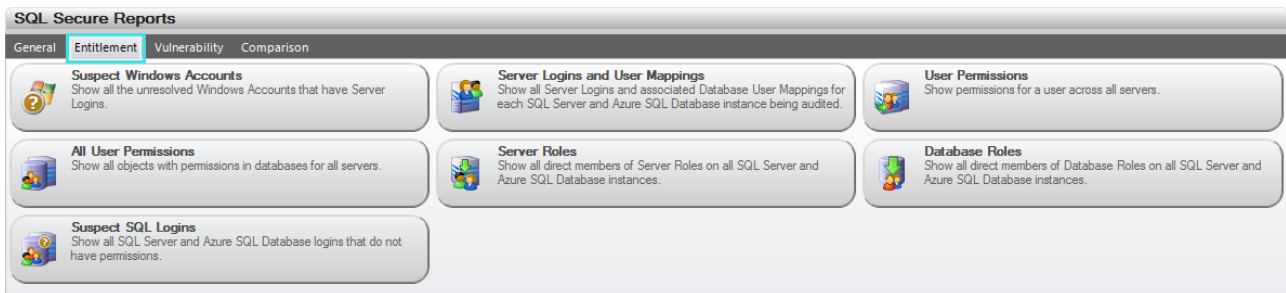 SQL Secure Reports
General Entitlement Vulnerability Comparison
Suspect Windows Accounts
Show all the unresolved Windows Accounts that have Server
Logins.
Server Logins and User Mappings
Show all Server Logins and associated Database User Mappings for
each SQL Server and Azure SQL Database instance being audited.
User Permissions
Show permissions for a user across all servers.
All User Permissions
Show all objects with permissions in databases for all servers.
Server Roles
Show all direct members of Server Roles on all SQL Server and
Azure SQL Database instances.
Database Roles
Show all direct members of Database Roles on all SQL Server and
Azure SQL Database instances.
Suspect SQL Logins
Show all SQL Server and Azure SQL Database logins that do not
have permissions.